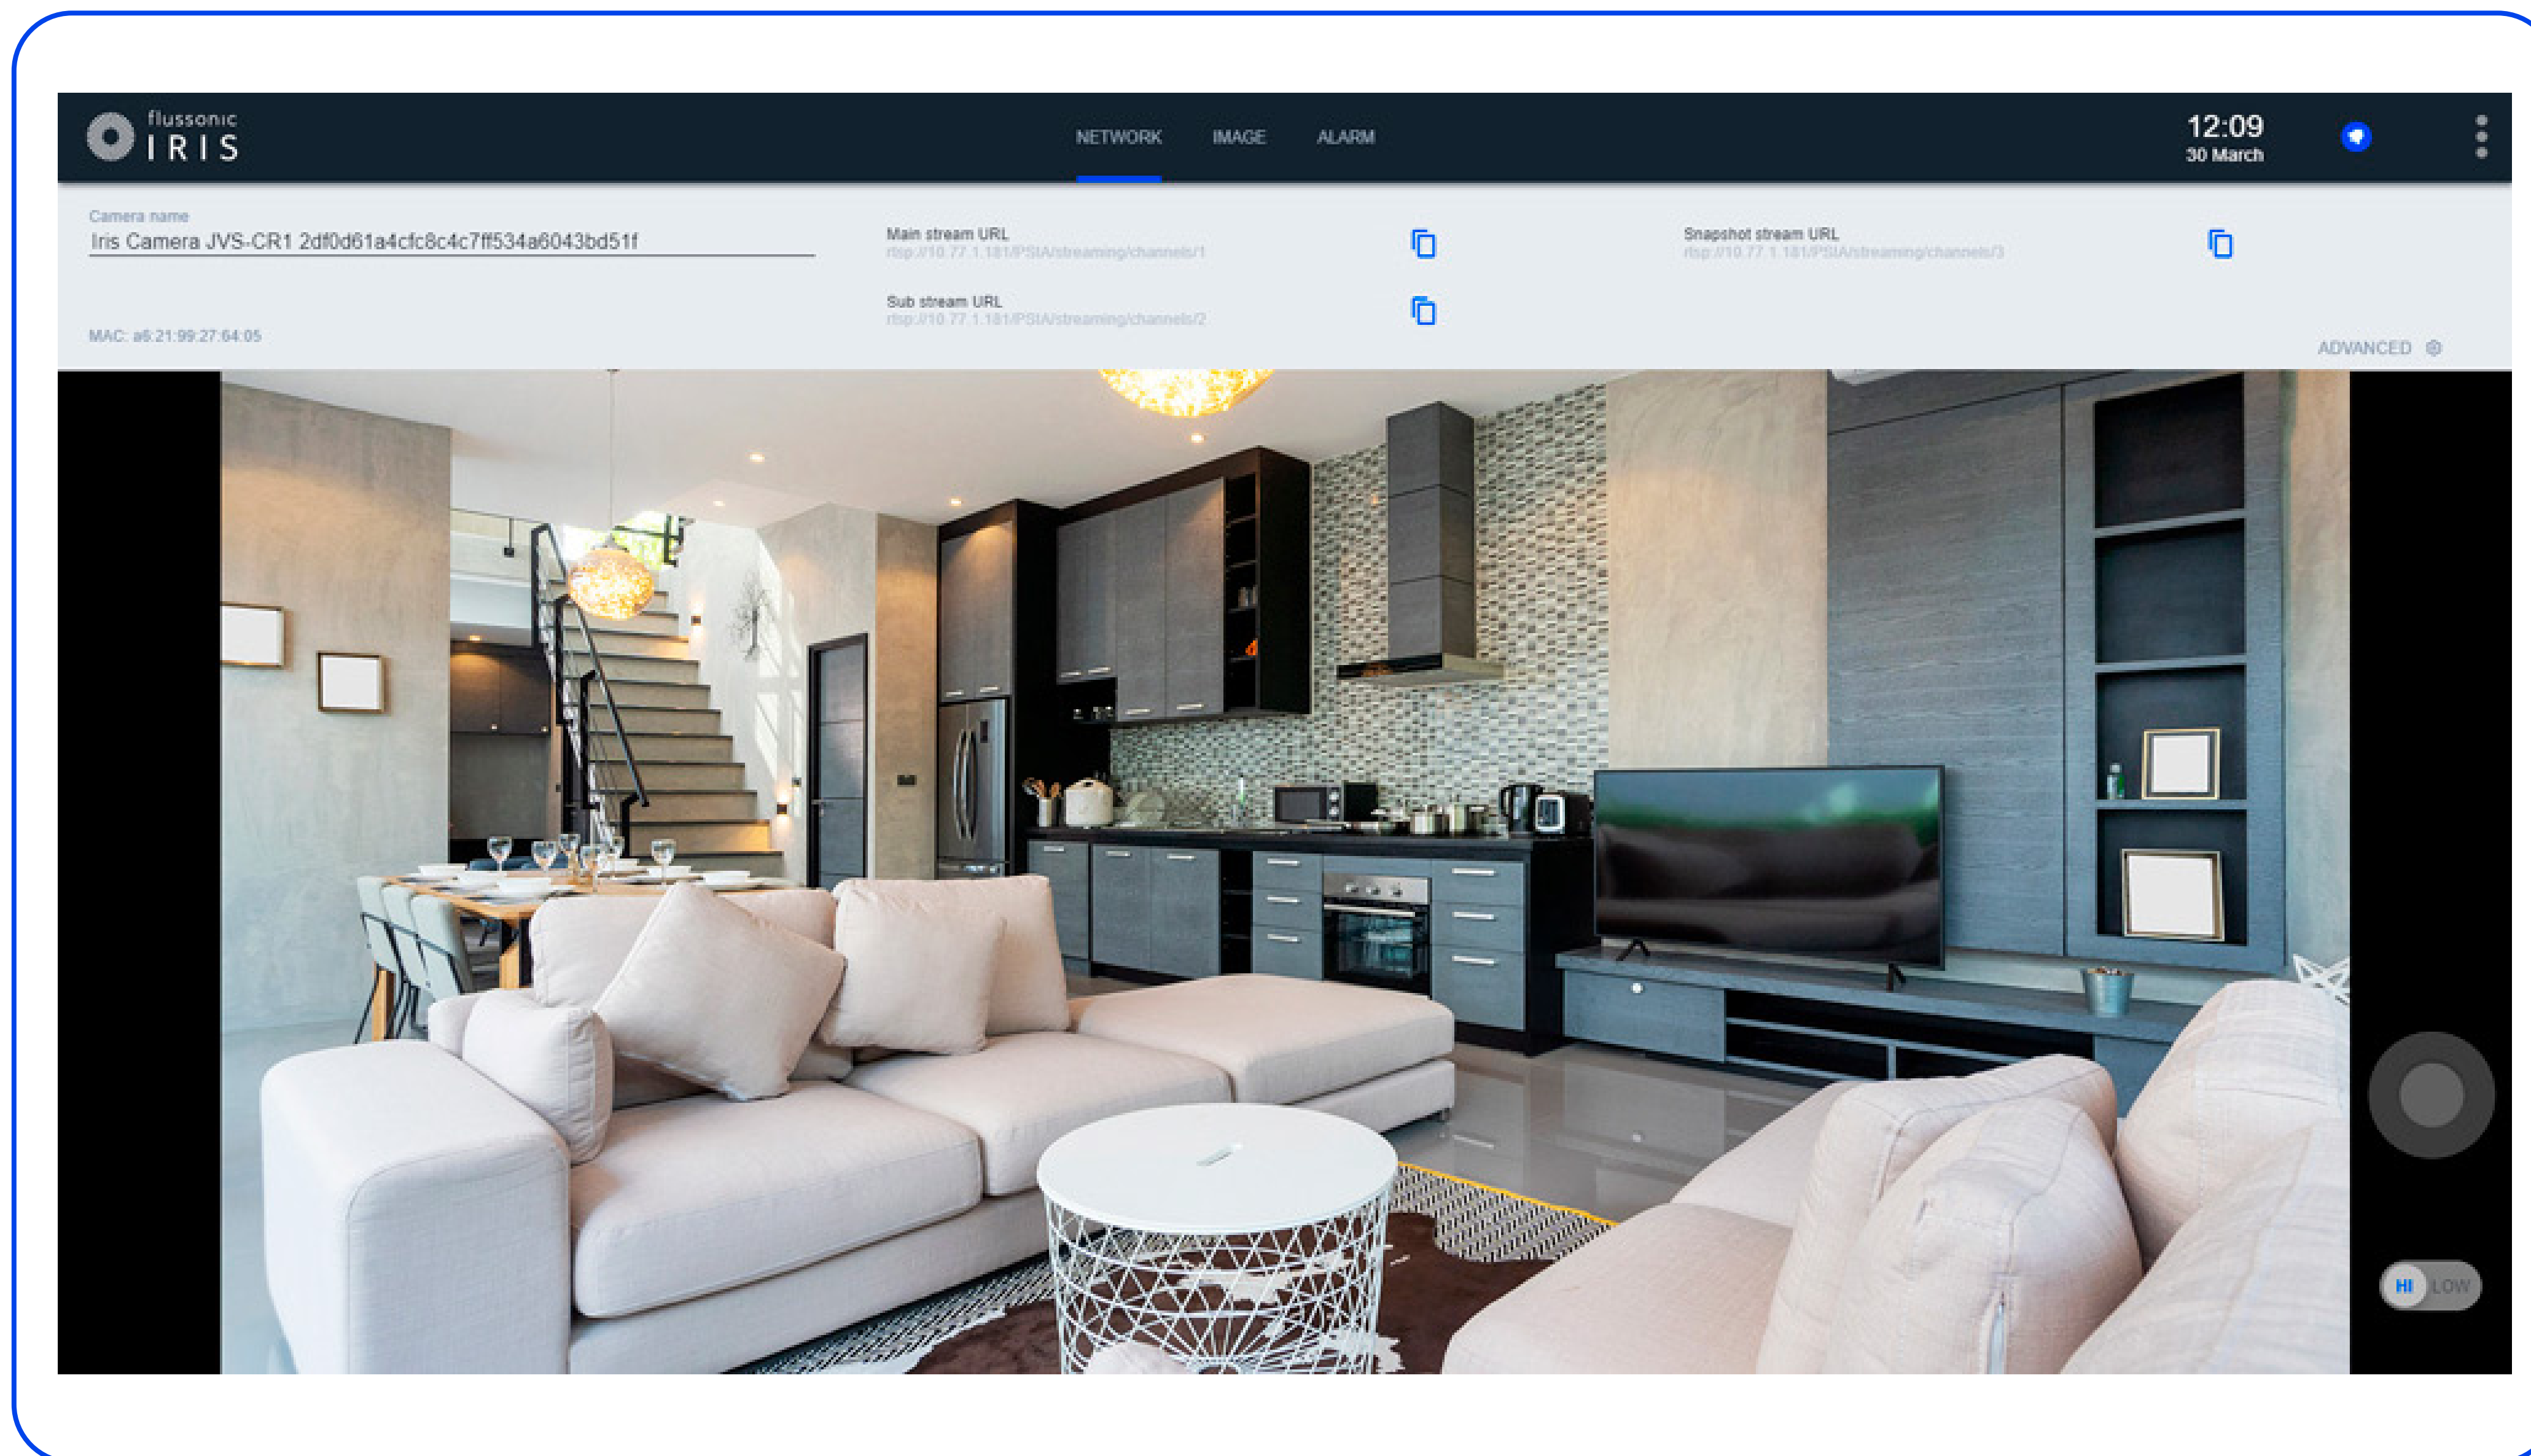 flussonic
IRIS
NETWORK IMAGE ALARM
12:09
30 March
Camera name
Iris Camera JVS-CR1 2df0d61a4cfc8c4c7ff534a6043bd51f
Main stream URL
rtsp://10.77.1.181/PSIA/streaming/channels/1
Snapshot stream URL
rtsp://10.77.1.181/PSIA/streaming/channels/3
Sub stream URL
rtsp://10.77.1.181/PSIA/streaming/channels/2
MAC: a6:21:99:27:64:05
ADVANCED
HI LOW